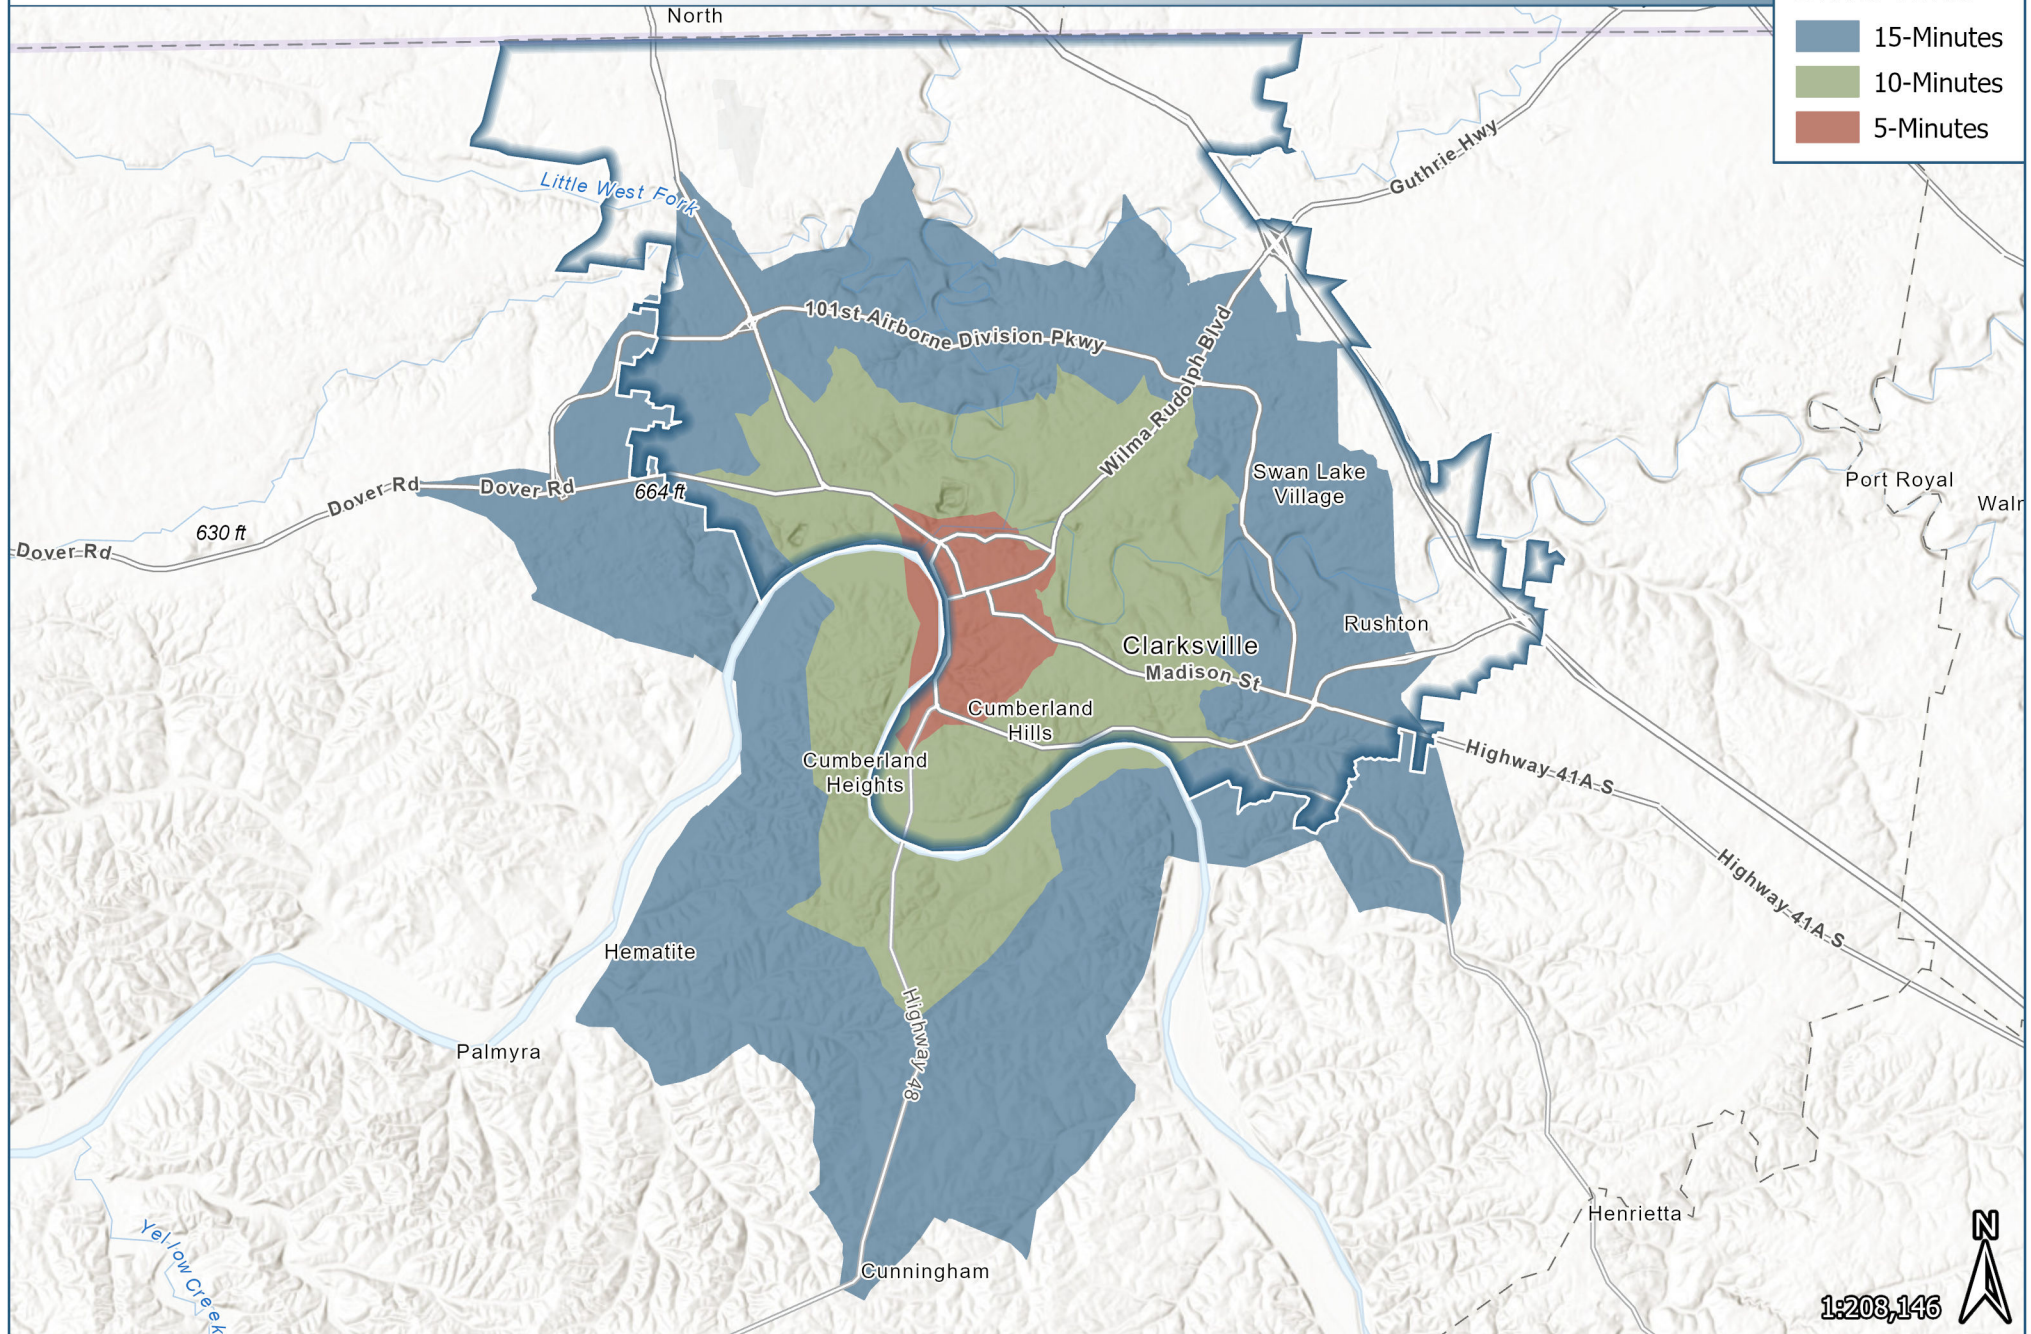 North
15-Minutes
10-Minutes
5-Minutes
Guthrie Hwy
Little West Fork
101st Airborne Division Pkwy
Wilma Rudolph Blvd
Swan Lake
Village
Port Royal
Dover Rd
Dover Rd
664 ft
630 ft
Dover Rd
Rushton
Clarksville
Madison St
Cumberland
Hills
Cumberland
Heights
Highway 41A S
Highway 41A S
Hematite
Highway 48
Palmyra
Yellow Creek
Cunningham
Henrietta
N
1:208,146